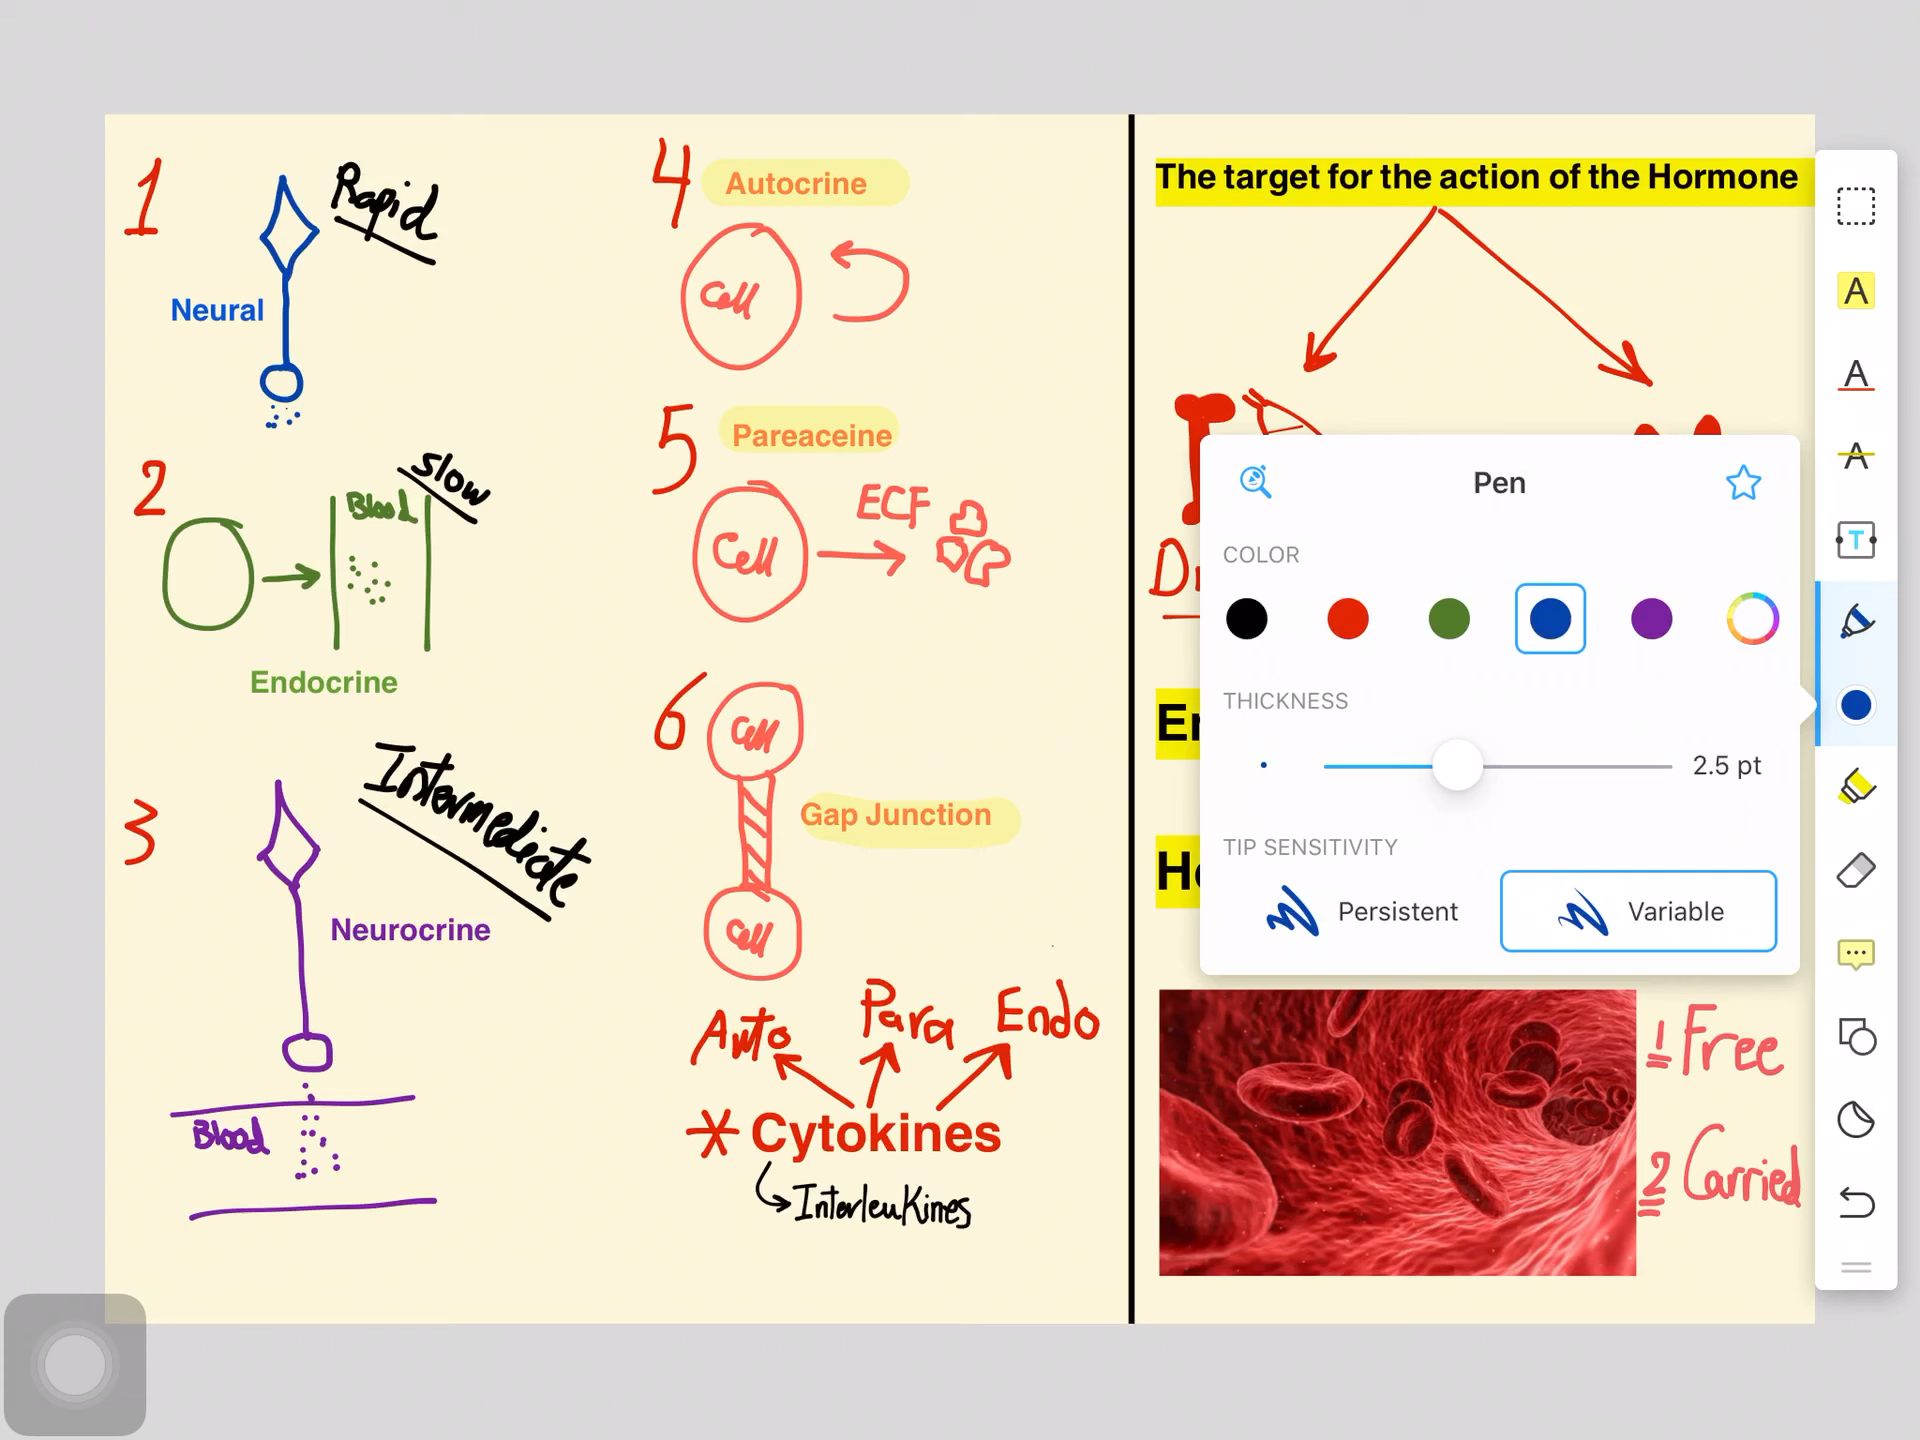 1
Rapid
Neural
2
slow
Blood
Endocrine
3
Intermediate
Neurocrine
Blood
4
Autocrine
Cell
5
Pareaceine
Cell
ECF
6
Cell
Gap Junction
Cell
Auto Para Endo
Cytokines
InterleuKines
The target for the action of the Hormone
1 Free
2 Carried
Pen
COLOR
THICKNESS
2.5 pt
TIP SENSITIVITY
Persistent
Variable
A
A
A
T